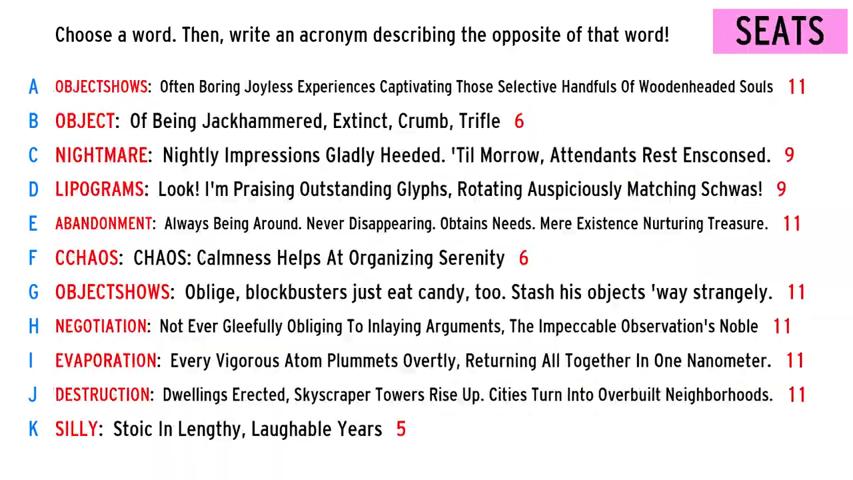 Choose a word. Then, write an acronym describing the opposite of that word!
SEATS
A OBJECTSHOWS: Often Boring Joyless Experiences Captivating Those Selective Handfuls Of Woodenheaded Souls 11
B OBJECT: Of Being Jackhammered, Extinct, Crumb, Trifle 6
C NIGHTMARE: Nightly Impressions Gladly Heeded. 'Til Morrow, Attendants Rest Ensconsed. 9
D LIPOGRAMS: Look! I'm Praising Outstanding Glyphs, Rotating Auspiciously Matching Schwas! 9
E ABANDONMENT: Always Being Around. Never Disappearing. Obtains Needs. Mere Existence Nurturing Treasure. 11
F CCHAOS: CHAOS: Calmness Helps At Organizing Serenity 6
G OBJECTSHOWS: Oblige, blockbusters just eat candy, too. Stash his objects 'way strangely. 11
H NEGOTIATION: Not Ever Gleefully Obliging To Inlaying Arguments, The Impeccable Observation's Noble 11
I EVAPORATION: Every Vigorous Atom Plummets Overtly, Returning All Together In One Nanometer. 11
J DESTRUCTION: Dwellings Erected, Skyscraper Towers Rise Up. Cities Turn Into Overbuilt Neighborhoods. 11
K SILLY: Stoic In Lengthy, Laughable Years 5